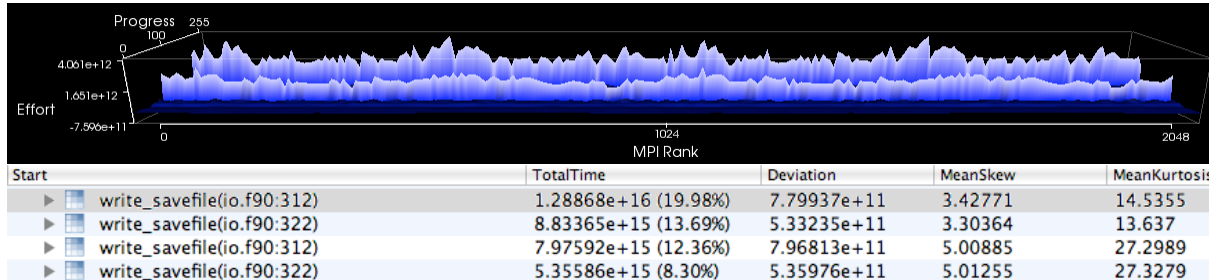 Progress 255
100
0
4.061e+12
1.651e+12
Effort
-7.596e+11
0 1024 2048
MPI Rank
Start TotalTime Deviation MeanSkew MeanKurtosis
write_savefile(io.f90:312) 1.28868e+16 (19.98%) 7.79937e+11 3.42771 14.5355
write_savefile(io.f90:322) 8.83365e+15 (13.69%) 5.33235e+11 3.30364 13.637
write_savefile(io.f90:312) 7.97592e+15 (12.36%) 7.96813e+11 5.00885 27.2989
write_savefile(io.f90:322) 5.35586e+15 (8.30%) 5.35976e+11 5.01255 27.3279